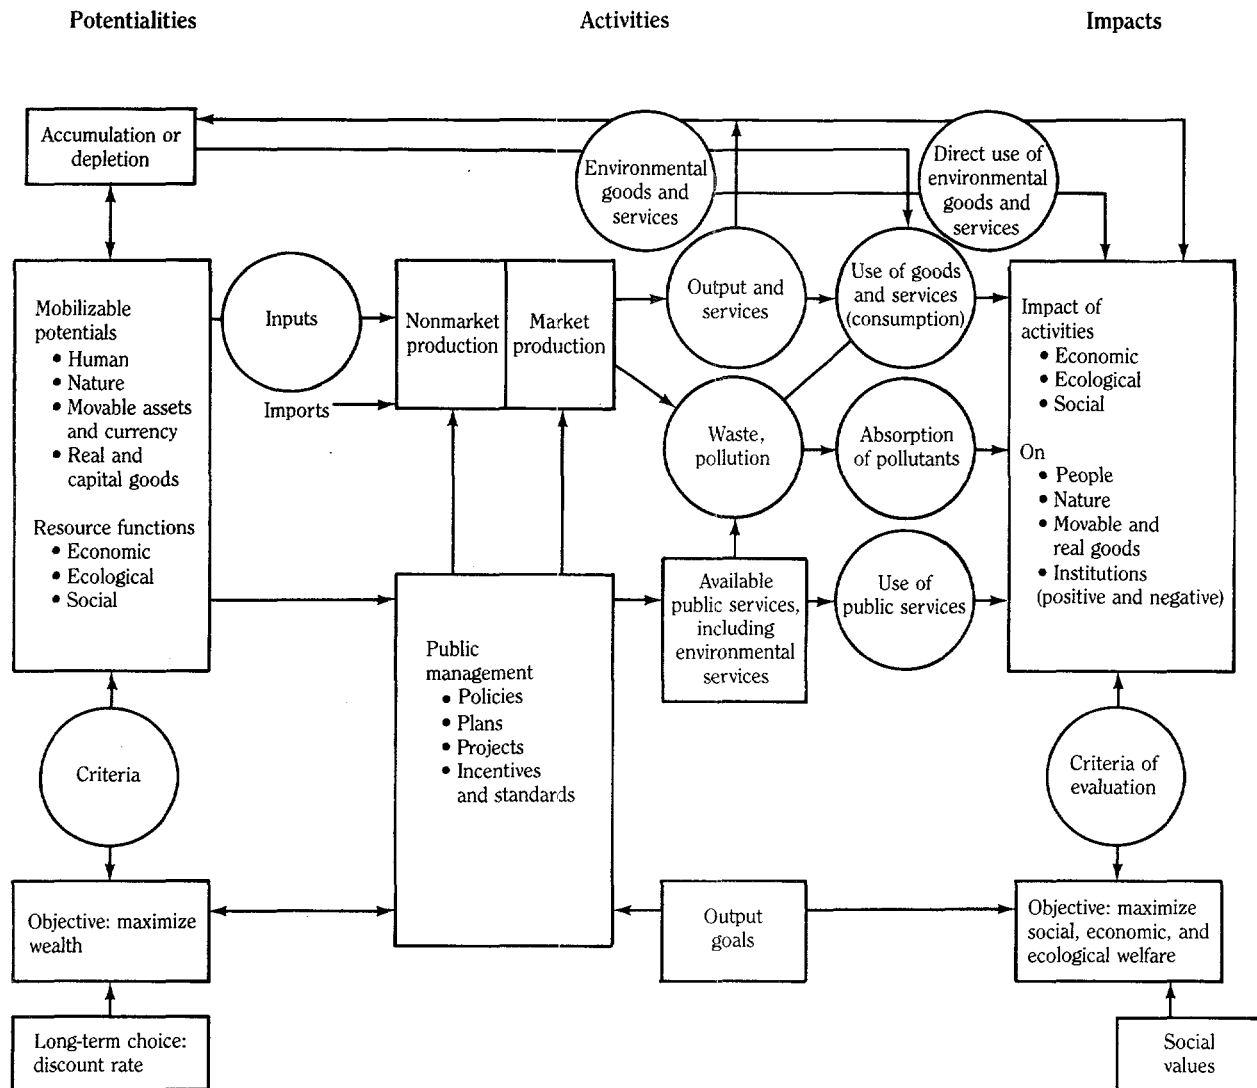 Potentialities
Activities
Impacts
Accumulation or
depletion
Environmental
goods and
services
Direct use of
environmental
goods and
services
Mobilizable
potentials
• Human
• Nature
• Movable assets
and currency
• Real and
capital goods
Resource functions
• Economic
• Ecological
• Social
Inputs
Imports
Nonmarket
production
Market
production
Output and
services
Use of goods
and services
(consumption)
Waste,
pollution
Absorption
of pollutants
Impact of
activities
• Economic
• Ecological
• Social
On
• People
• Nature
• Movable and
real goods
• Institutions
(positive and negative)
Public
management
• Policies
• Plans
• Projects
• Incentives
and standards
Available
public services,
including
environmental
services
Use of
public services
Criteria
Criteria of
evaluation
Objective: maximize
wealth
Output
goals
Objective: maximize
social, economic, and
ecological welfare
Long-term choice:
discount rate
Social
values